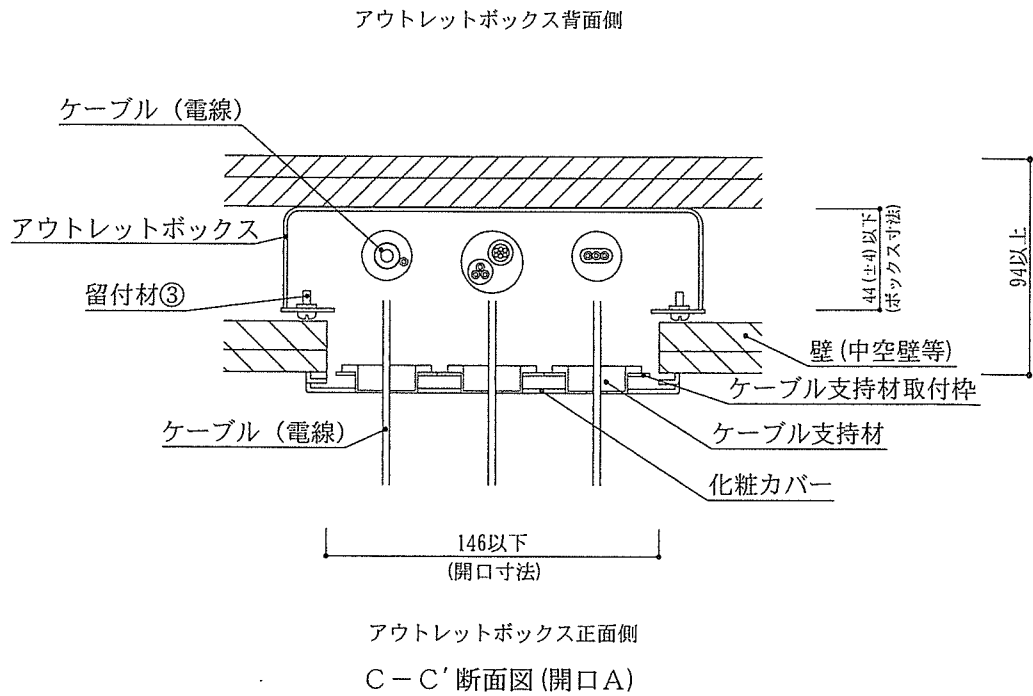 アウトレットボックス背面側
ケーブル（電線）
アウトレットボックス
留付材③
44(±4)以下
(ボックス寸法)
94以上
壁(中空壁等)
ケーブル支持材取付枠
ケーブル（電線）
ケーブル支持材
化粧カバー
146以下
(開口寸法)
アウトレットボックス正面側
C－C′断面図(開口A)